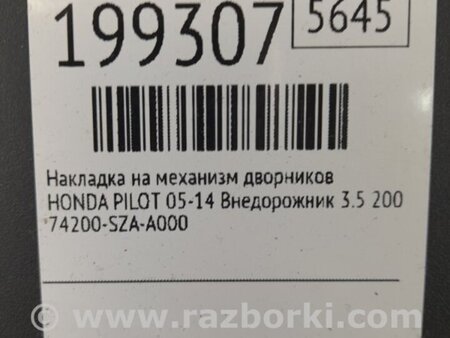 199307 5645
Накладка на механизм дворников
HONDA PILOT 05-14 Внедорожник 3.5 200
74200-SZA-A000
www.razborki.com